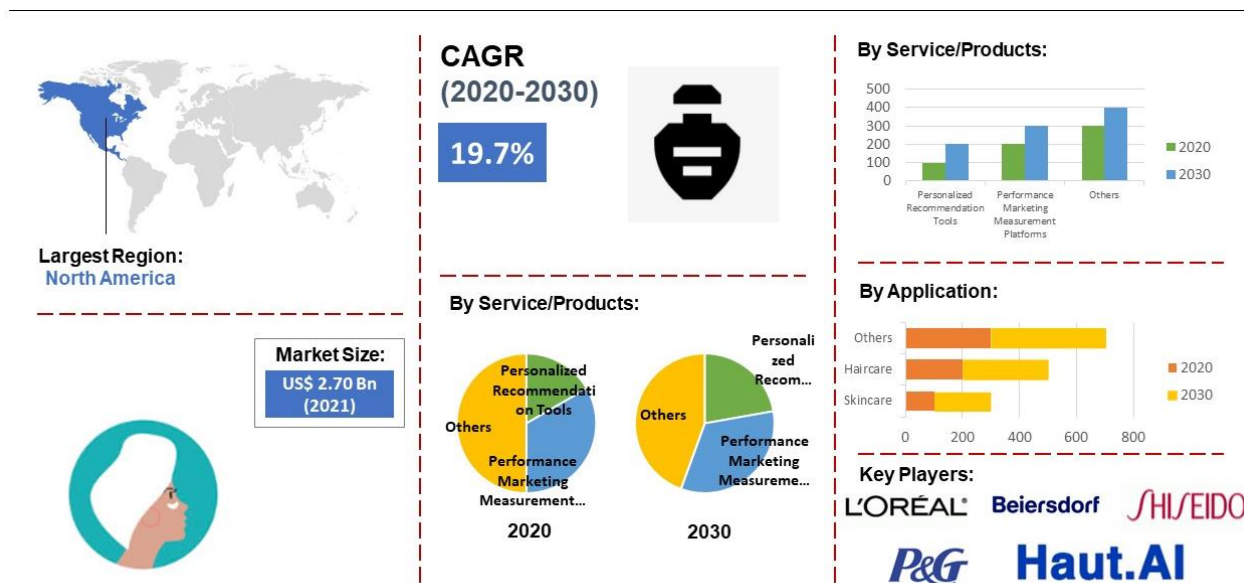 Largest Region:
North America
Market Size:
US$ 2.70 Bn
(2021)
CAGR
(2020-2030)
19.7%
By Service/Products:
Personalized
Recommendati
on Tools
Others
Performance
Marketing
Measurement...
2020
Personali
zed
Recom...
Others
Performance
Marketing
Measureme...
2030
By Service/Products:
500
400
300
200
100
0
Personalized
Recommendation
Tools
Performance
Marketing
Measurement
Platforms
Others
2020
2030
By Application:
Others
Haircare
Skincare
0 200 400 600 800
2020
2030
Key Players:
L'ORÉAL®
Beiersdorf
SHISEIDO
P&G
Haut.AI